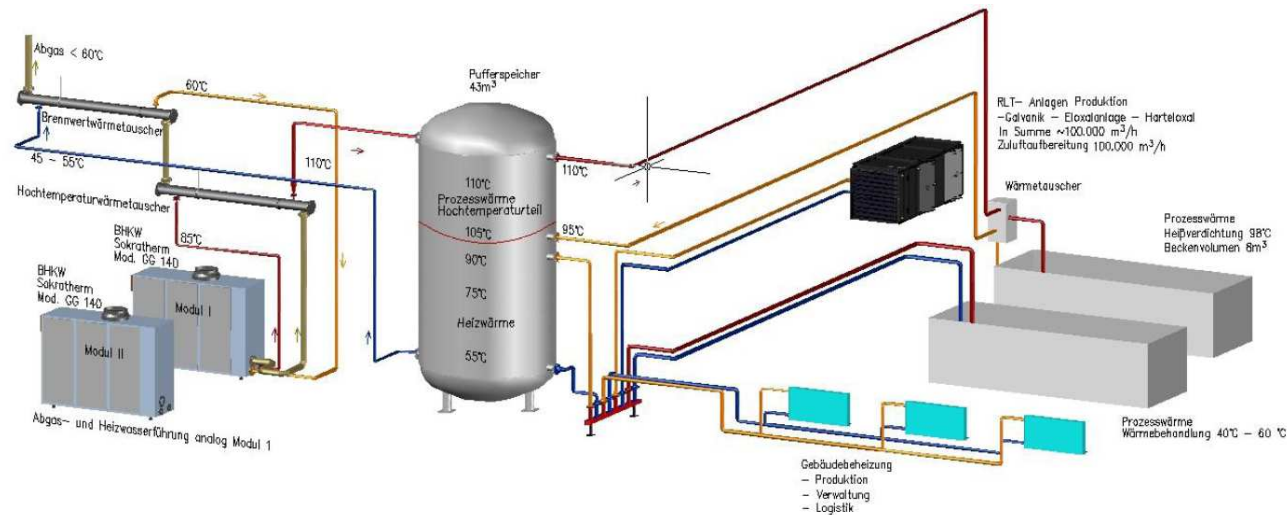 Abgas < 60°C
60°C
Brennwertwärmetauscher
45 - 55°C
110°C
Hochtemperaturwärmetauscher
85°C
BHKW
Sokratherm
Mod. GG 140
Modul I
BHKW
Sokratherm
Mod. GG 140
Modul II
Abgas- und Heizwasserführung analog Modul 1
Pufferspeicher
43m³
110°C
Prozesswärme
Hochtemperaturteil
105°C
90°C
75°C
Heizwärme
55°C
110°C
95°C
RLT- Anlagen Produktion
-Galvanik - Eloxalanlage - Harteloxal
In Summe ~100.000 m³/h
Zuluftaufbereitung 100.000 m³/h
Wärmetauscher
Prozesswärme
Heißverdichtung 98°C
Beckenvolumen 8m³
Prozesswärme
Wärmebehandlung 40°C - 60 °C
Gebäudebeheizung
- Produktion
- Verwaltung
- Logistik